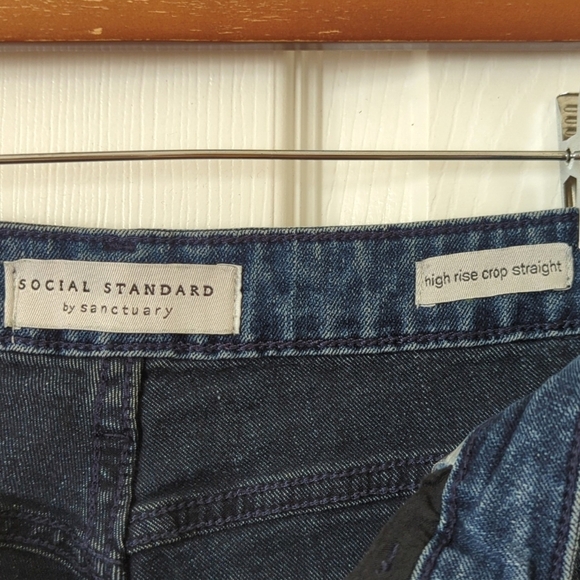 SOCIAL STANDARD
by sanctuary
high rise crop straight